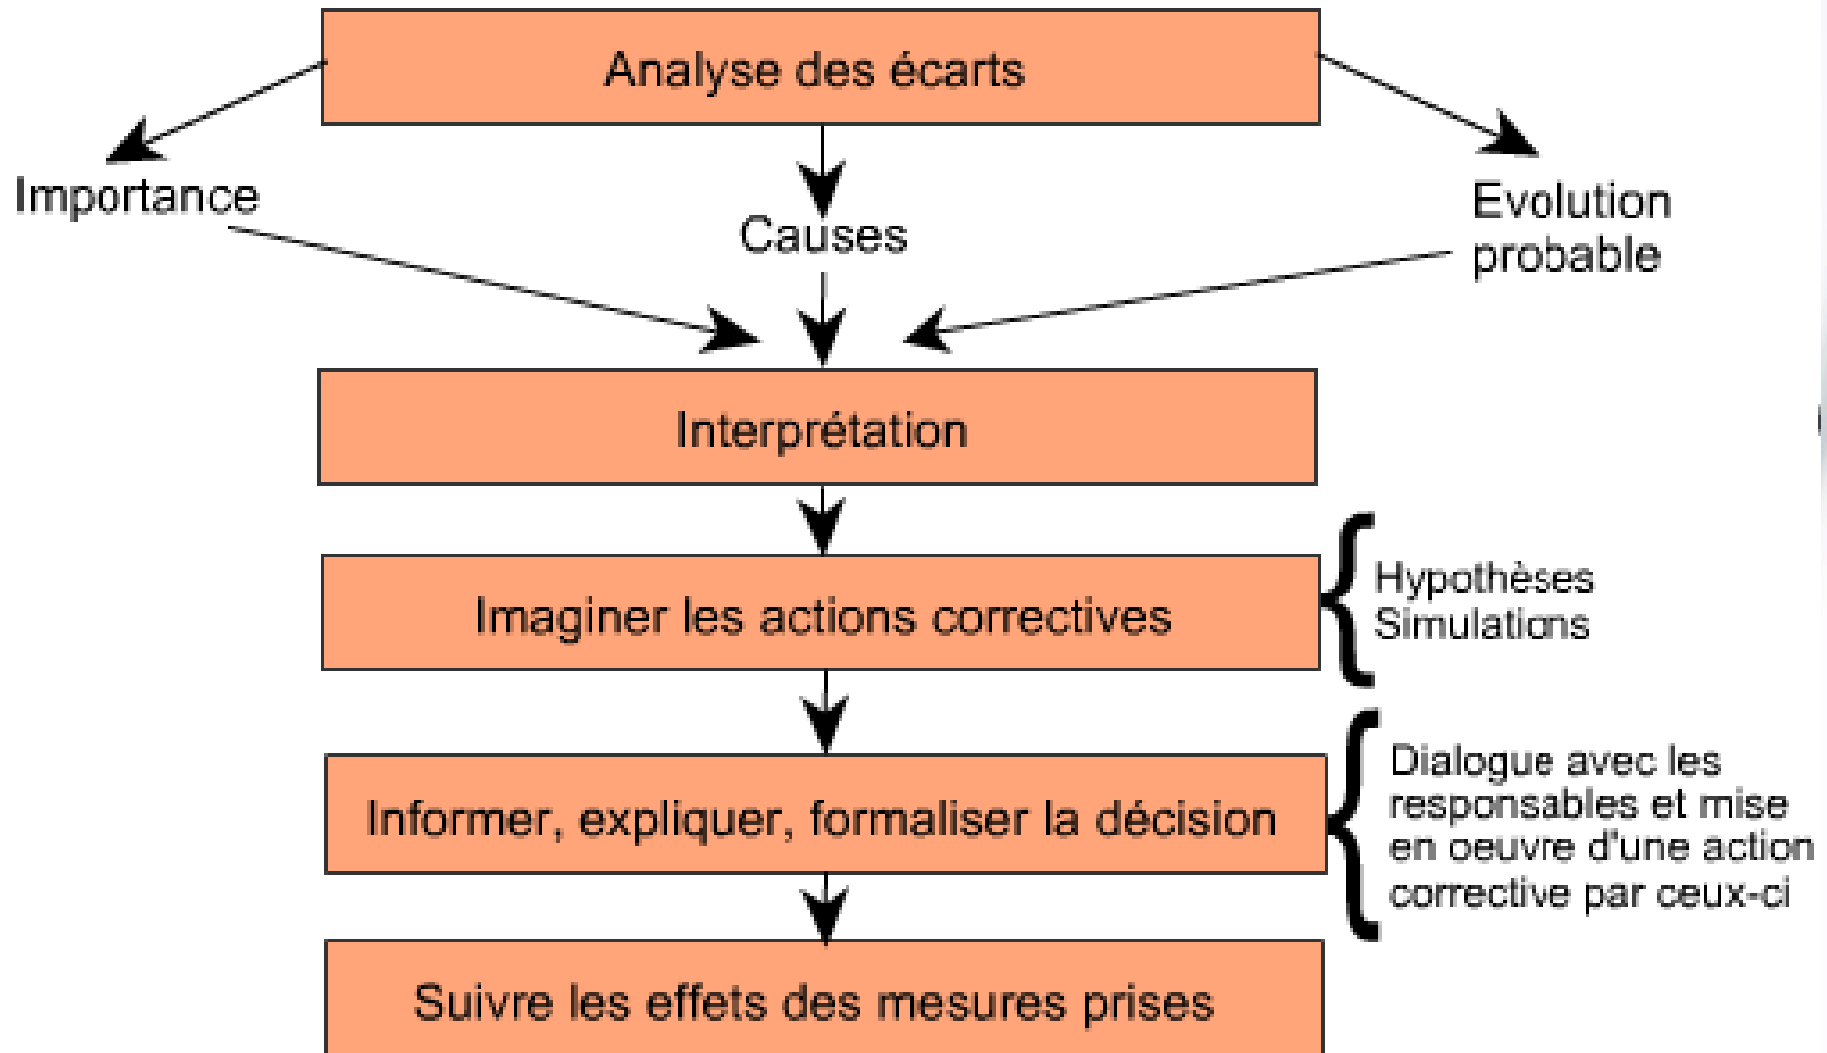 Analyse des écarts
Importance
Causes
Evolution
probable
Interprétation
Imaginer les actions correctives
Hypothèses
Simulations
Informer, expliquer, formaliser la décision
Dialogue avec les
responsables et mise
en oeuvre d'une action
corrective par ceux-ci
Suivre les effets des mesures prises